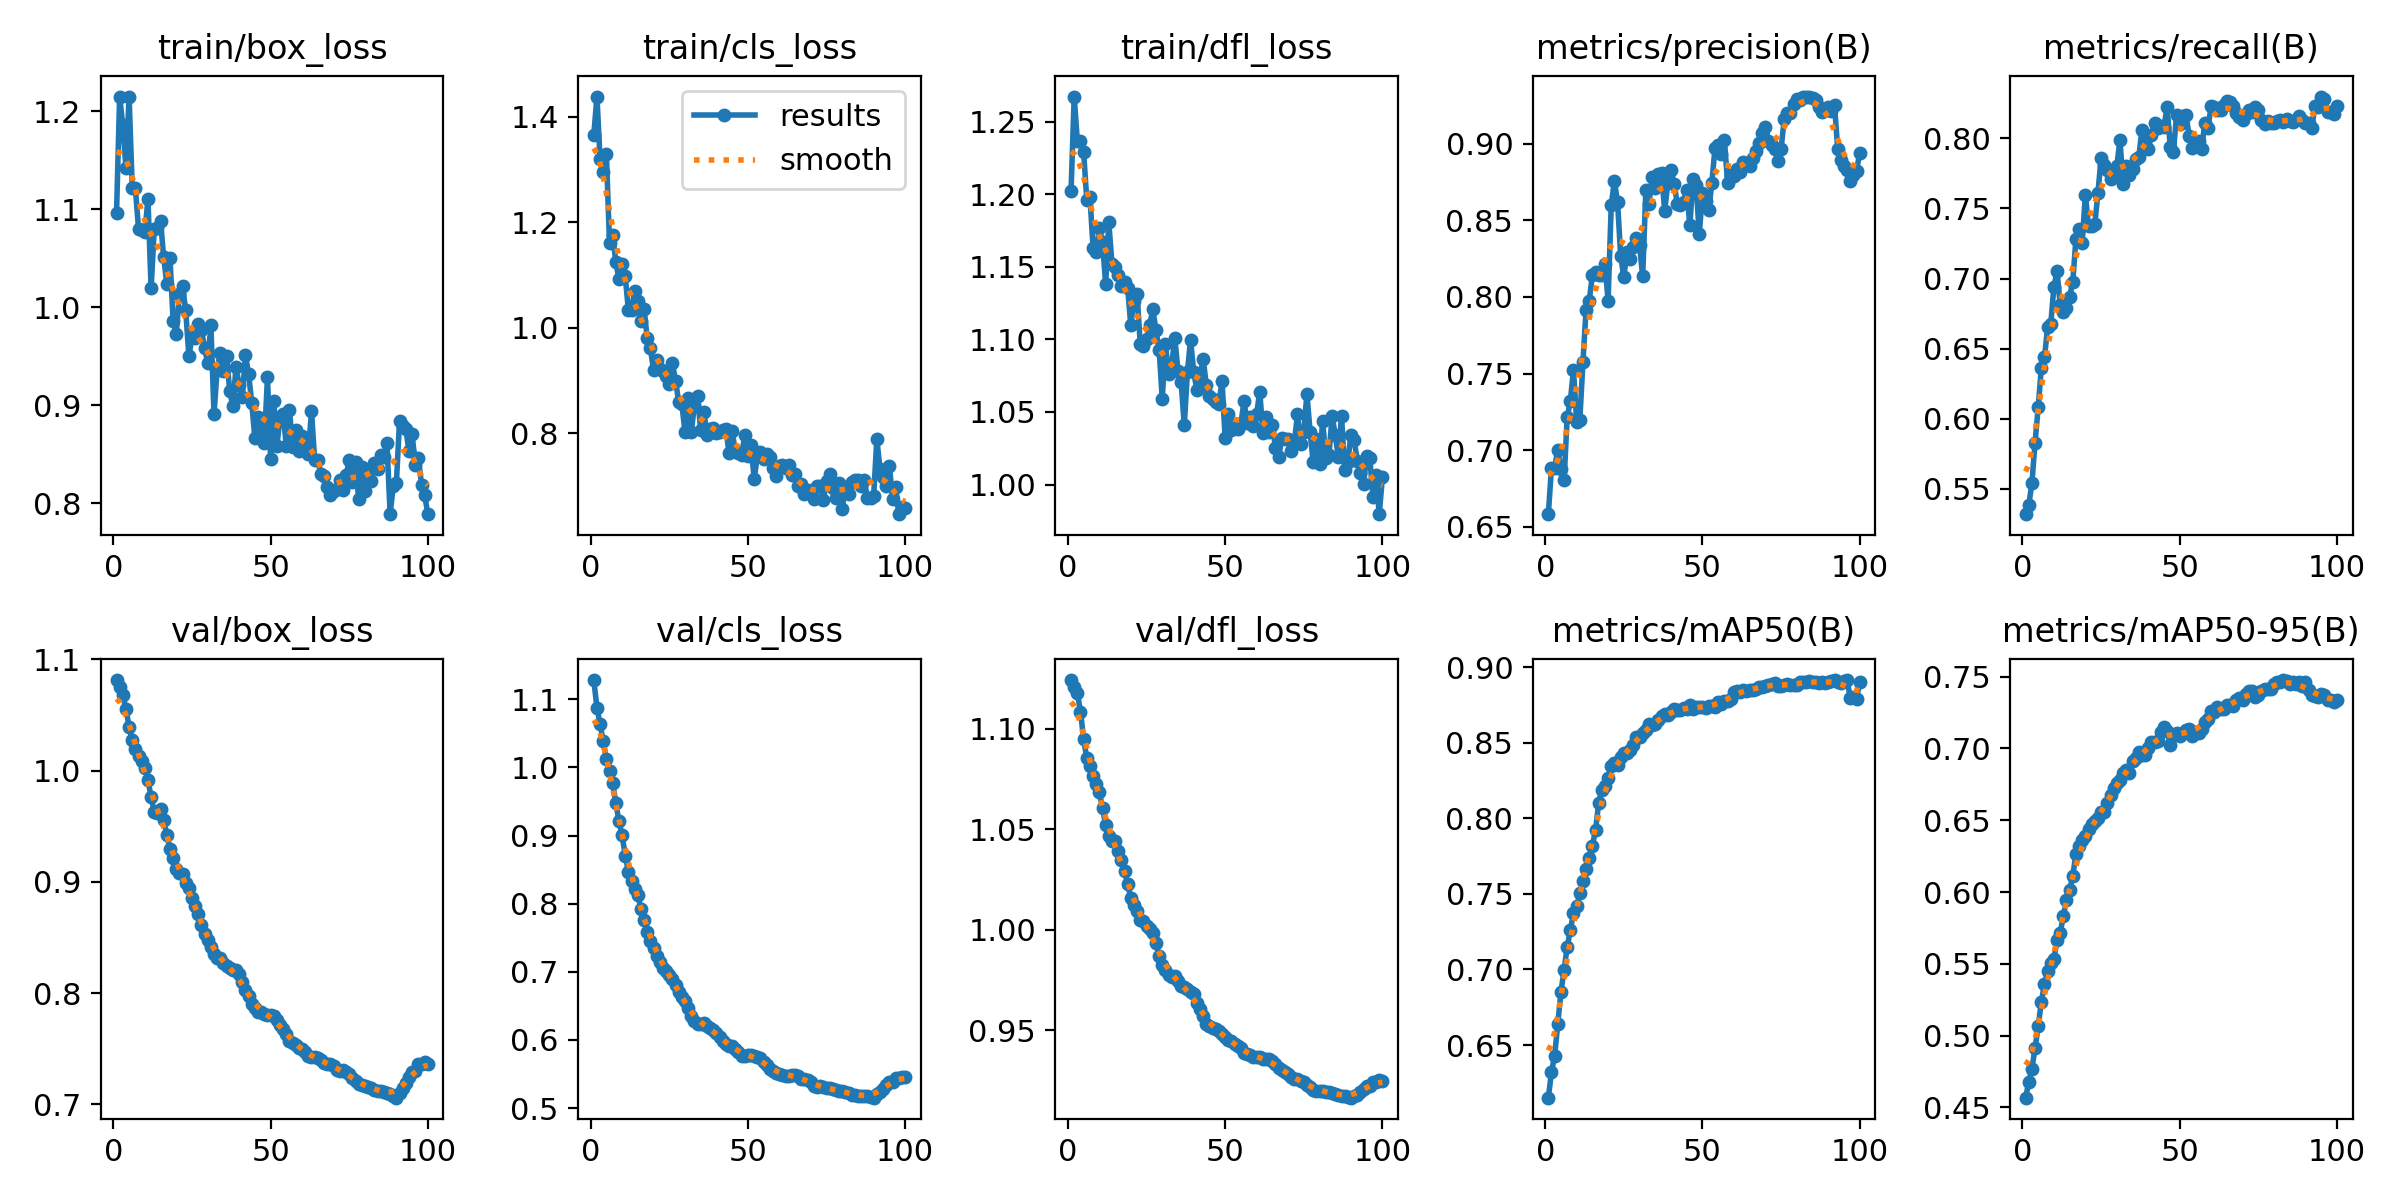 train/box_loss
1.2
1.1
1.0
0.9
0.8
0 50 100
train/cls_loss
results
smooth
1.4
1.2
1.0
0.8
0 50 100
train/dfl_loss
1.25
1.20
1.15
1.10
1.05
1.00
0 50 100
metrics/precision(B)
0.90
0.85
0.80
0.75
0.70
0.65
0 50 100
metrics/recall(B)
0.80
0.75
0.70
0.65
0.60
0.55
0 50 100
val/box_loss
1.1
1.0
0.9
0.8
0.7
0 50 100
val/cls_loss
1.1
1.0
0.9
0.8
0.7
0.6
0.5
0 50 100
val/dfl_loss
1.10
1.05
1.00
0.95
0 50 100
metrics/mAP50(B)
0.90
0.85
0.80
0.75
0.70
0.65
0 50 100
metrics/mAP50-95(B)
0.75
0.70
0.65
0.60
0.55
0.50
0.45
0 50 100